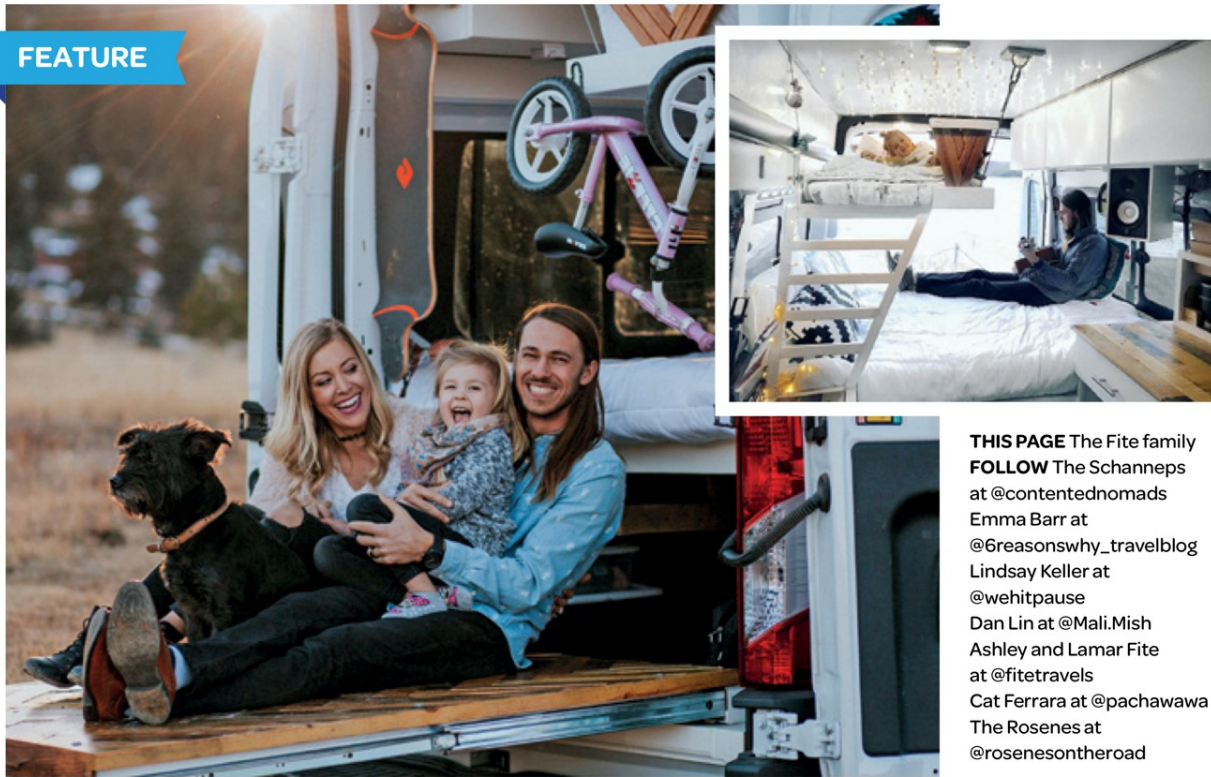 FEATURE
THIS PAGE The Fite family
FOLLOW The Schanneps
at @contentednomads
Emma Barr at
@6reasonswhy_travelblog
Lindsay Keller at
@wehitpause
Dan Lin at @Mali.Mish
Ashley and Lamar Fite
at @fitetravels
Cat Ferrara at @pachawawa
The Rosenes at
@rosenesontheroad